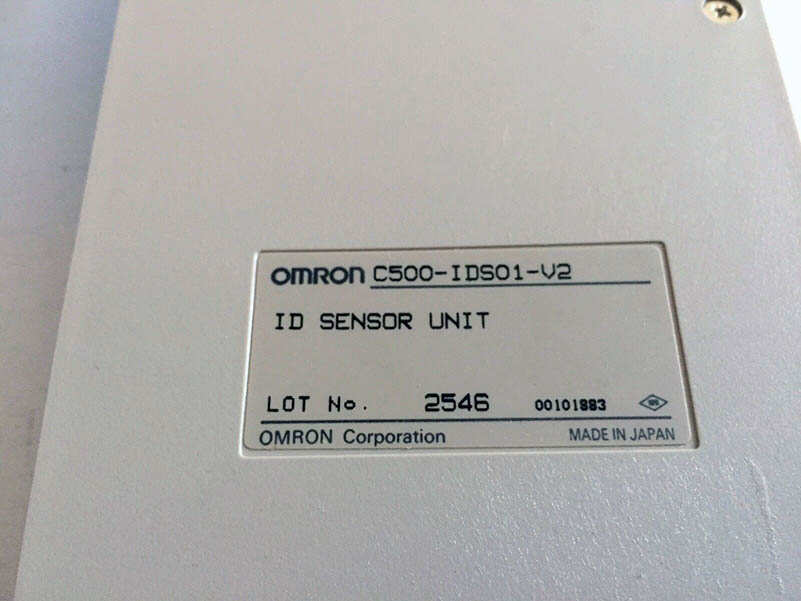 OMRON C500-IDS01-V2
ID SENSOR UNIT
LOT No. 2546 00101883
OMRON Corporation MADE IN JAPAN